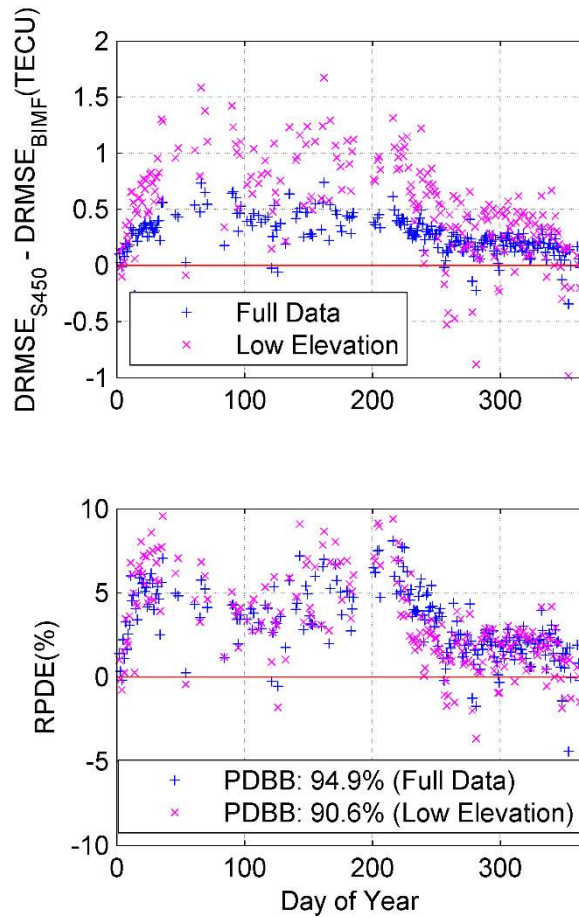 DRMSE_S450 - DRMSE_BIMF(TECU)
2
1.5
1
0.5
0
-0.5
-1
+ Full Data
× Low Elevation
0 100 200 300
RPDE(%)
10
5
0
-5
-10
+ PDBB: 94.9% (Full Data)
× PDBB: 90.6% (Low Elevation)
0 100 200 300
Day of Year